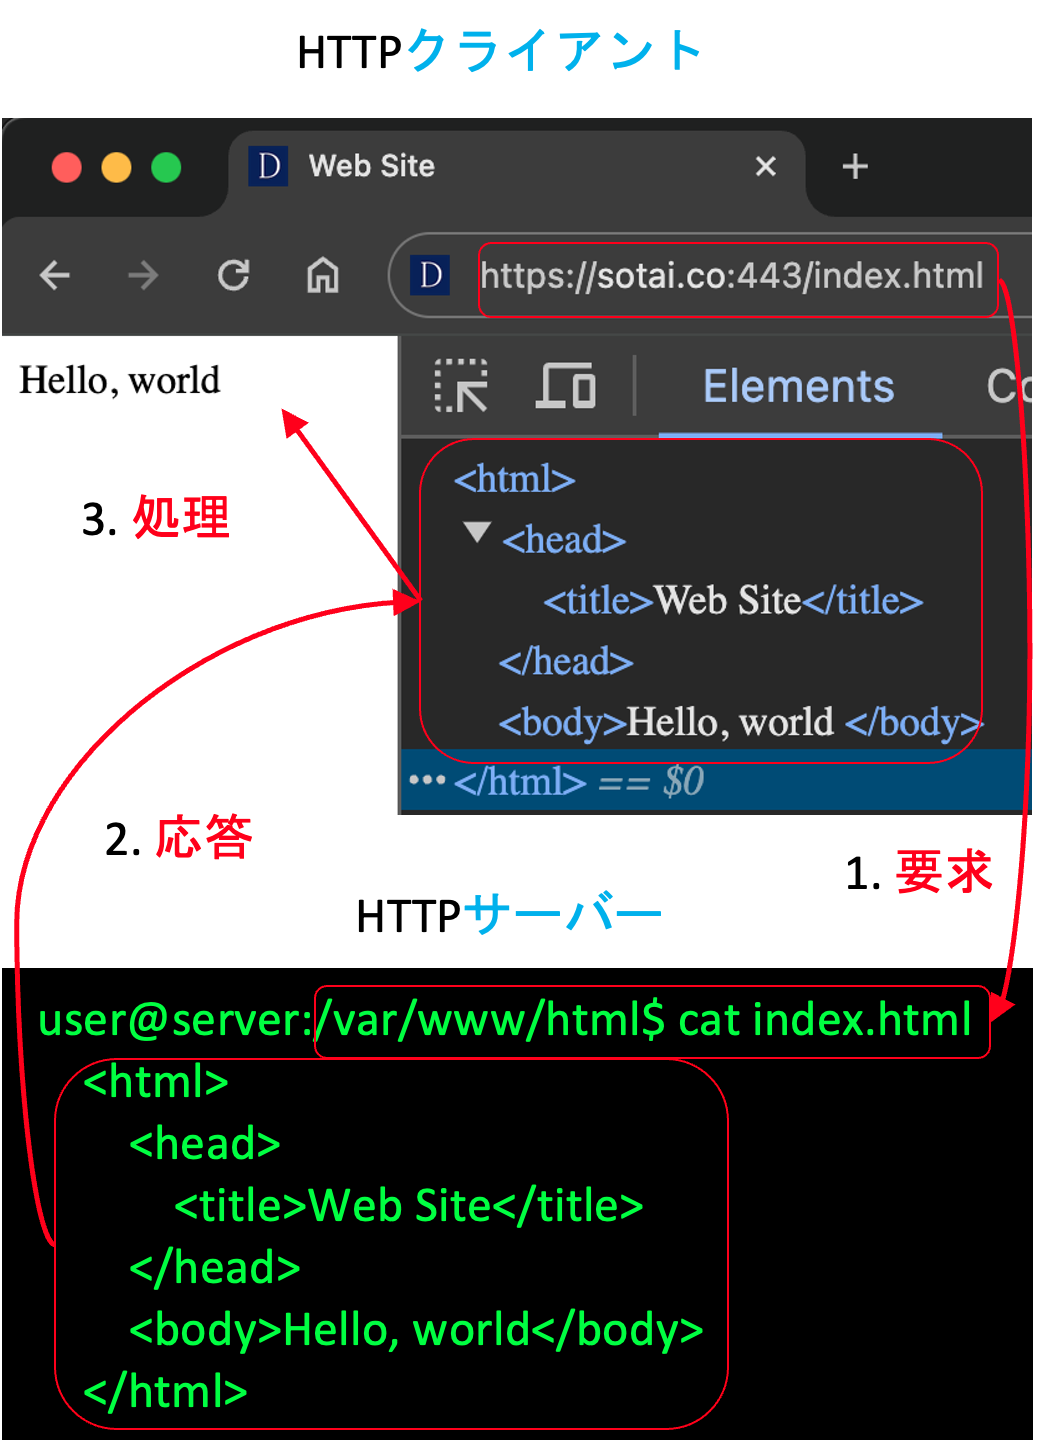 HTTPクライアント
D Web Site
D https://sotai.co:443/index.html
Hello, world
Elements
<html>
<head>
<title>Web Site</title>
</head>
<body>Hello, world </body>
</html> == $0
3. 処理
2. 応答
1. 要求
HTTPサーバー
user@server:/var/www/html$ cat index.html
<html>
<head>
<title>Web Site</title>
</head>
<body>Hello, world</body>
</html>